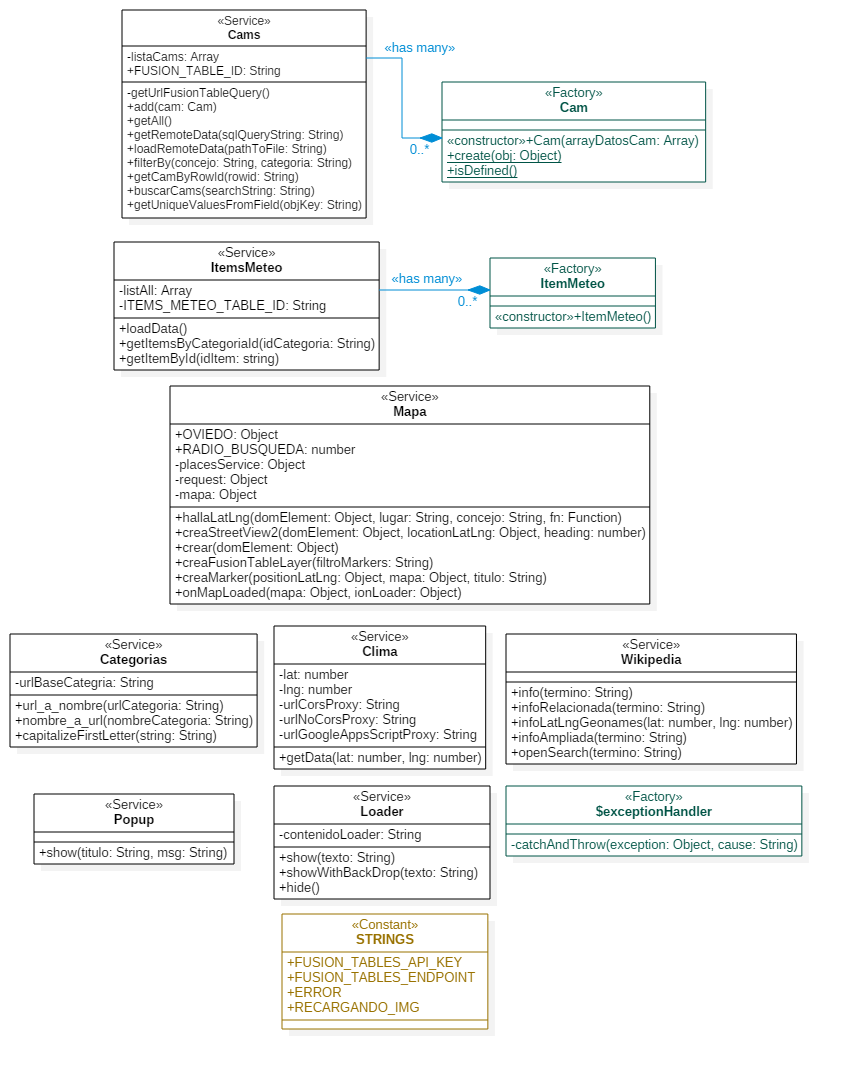 «Service»
Cams
-listaCams: Array
+FUSION_TABLE_ID: String
-getUrlFusionTableQuery()
+add(cam: Cam)
+getAll()
+getRemoteData(sqlQueryString: String)
+loadRemoteData(pathToFile: String)
+filterBy(concejo: String, categoria: String)
+getCamByRowId(rowid: String)
+buscarCams(searchString: String)
+getUniqueValuesFromField(objKey: String)
«has many»
0..*
«Factory»
Cam
«constructor»+Cam(arrayDatosCam: Array)
+create(obj: Object)
+isDefined()
«Service»
ItemsMeteo
-listAll: Array
-ITEMS_METEO_TABLE_ID: String
+loadData()
+getItemsByCategoriaId(idCategoria: String)
+getItemById(idItem: string)
«has many»
0..*
«Factory»
ItemMeteo
«constructor»+ItemMeteo()
«Service»
Mapa
+OVIEDO: Object
+RADIO_BUSQUEDA: number
-placesService: Object
-request: Object
-mapa: Object
+hallaLatLng(domElement: Object, lugar: String, concejo: String, fn: Function)
+creaStreetView2(domElement: Object, locationLatLng: Object, heading: number)
+crear(domElement: Object)
+creaFusionTableLayer(filtroMarkers: String)
+creaMarker(positionLatLng: Object, mapa: Object, titulo: String)
+onMapLoaded(mapa: Object, ionLoader: Object)
«Service»
Categorias
-urlBaseCategria: String
+url_a_nombre(urlCategoria: String)
+nombre_a_url(nombreCategoria: String)
+capitalizeFirstLetter(string: String)
«Service»
Clima
-lat: number
-lng: number
-urlCorsProxy: String
-urlNoCorsProxy: String
-urlGoogleAppsScriptProxy: String
+getData(lat: number, lng: number)
«Service»
Wikipedia
+info(termino: String)
+infoRelacionada(termino: String)
+infoLatLngGeonames(lat: number, lng: number)
+infoAmpliada(termino: String)
+openSearch(termino: String)
«Service»
Popup
+show(titulo: String, msg: String)
«Service»
Loader
-contenidoLoader: String
+show(texto: String)
+showWithBackDrop(texto: String)
+hide()
«Factory»
$exceptionHandler
-catchAndThrow(exception: Object, cause: String)
«Constant»
STRINGS
+FUSION_TABLES_API_KEY
+FUSION_TABLES_ENDPOINT
+ERROR
+RECARGANDO_IMG